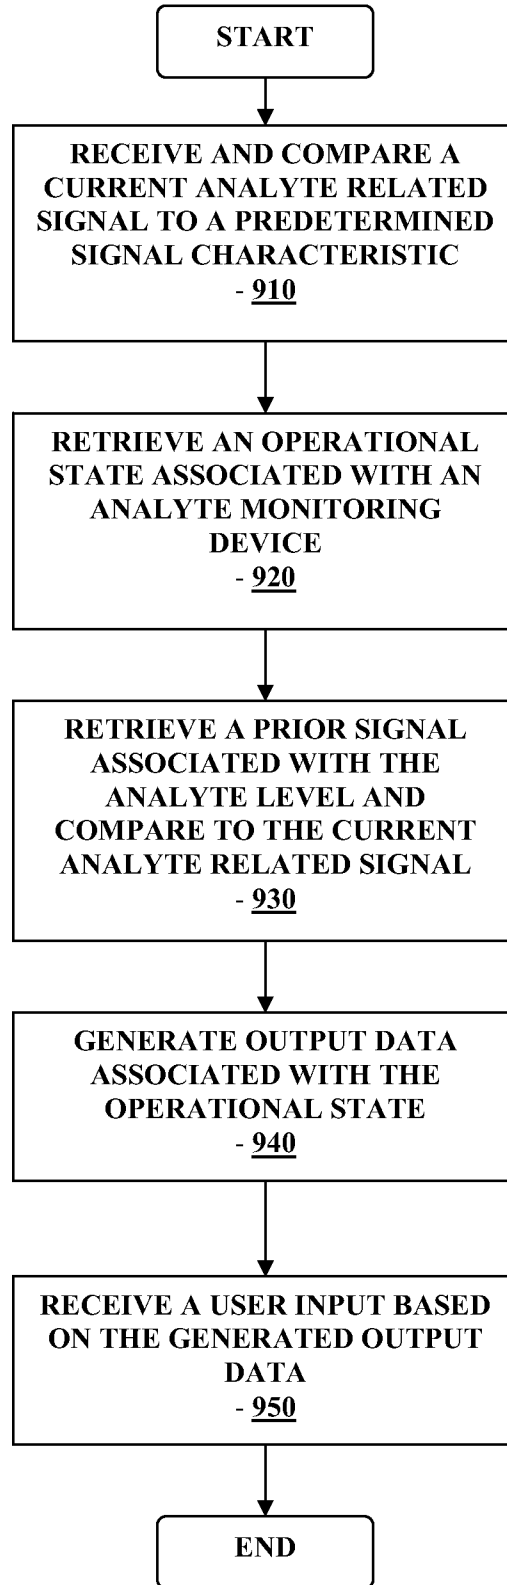 START
RECEIVE AND COMPARE A
CURRENT ANALYTE RELATED
SIGNAL TO A PREDETERMINED
SIGNAL CHARACTERISTIC
- 910
RETRIEVE AN OPERATIONAL
STATE ASSOCIATED WITH AN
ANALYTE MONITORING
DEVICE
- 920
RETRIEVE A PRIOR SIGNAL
ASSOCIATED WITH THE
ANALYTE LEVEL AND
COMPARE TO THE CURRENT
ANALYTE RELATED SIGNAL
- 930
GENERATE OUTPUT DATA
ASSOCIATED WITH THE
OPERATIONAL STATE
- 940
RECEIVE A USER INPUT BASED
ON THE GENERATED OUTPUT
DATA
- 950
END